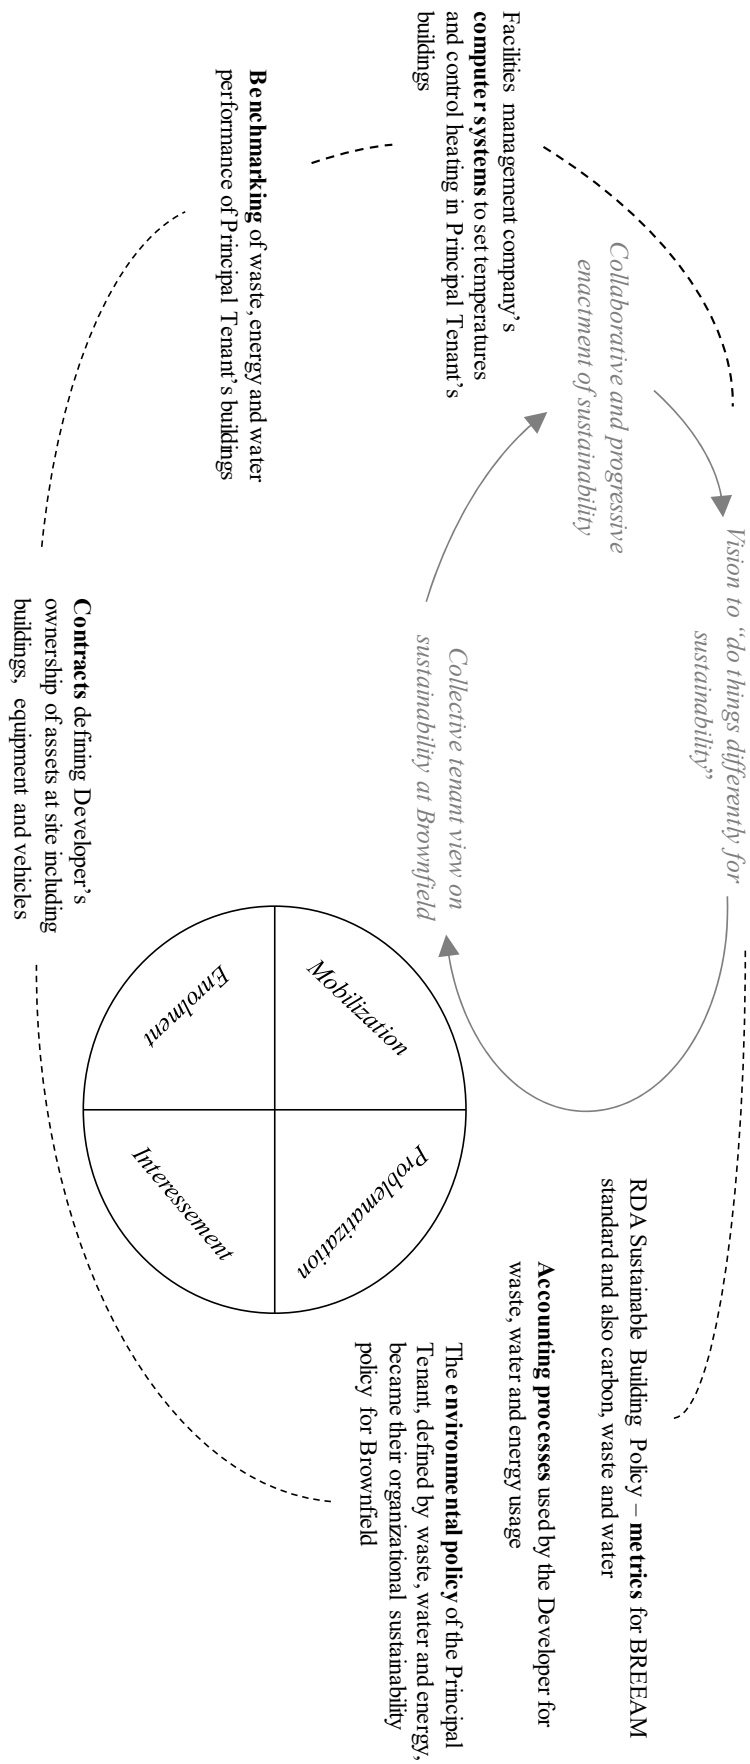 Vision to “do things differently for
sustainability”
RDA Sustainable Building Policy – metrics for BREEAM
standard and also carbon, waste and water
Collaborative and progressive
enactment of sustainability
Accounting processes used by the Developer for
waste, water and energy usage
Facilities management company’s
computer systems to set temperatures
and control heating in Principal Tenant’s
buildings
Collective tenant view on
sustainability at Brownfield
The environmental policy of the Principal
Tenant, defined by waste, water and energy,
became their organizational sustainability
policy for Brownfield
Mobilization
Problematization
Enrolment
Interessement
Benchmarking of waste, energy and water
performance of Principal Tenant’s buildings
Contracts defining Developer’s
ownership of assets at site including
buildings, equipment and vehicles